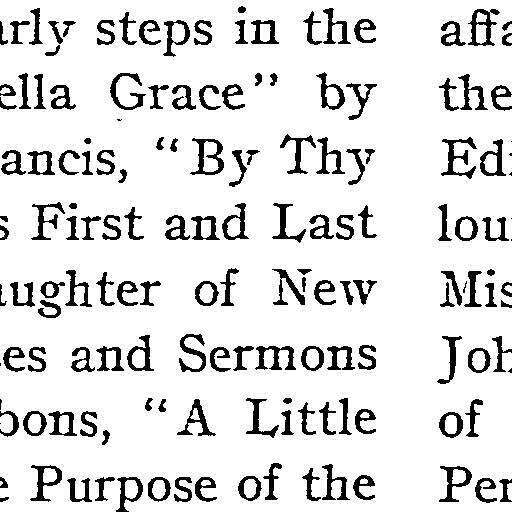 arly steps in the
ella Grace” by
ancis, “By Thy
s First and Last
aughter of New
es and Sermons
bons, “A Little
e Purpose of the
affa
the
Edi
lou
Mis
Joh
of
Per